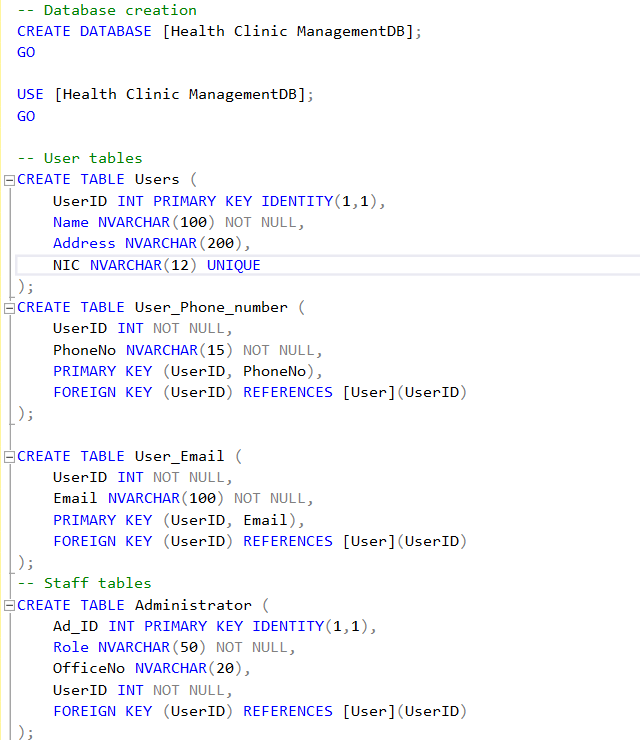 -- Database creation
CREATE DATABASE [Health Clinic ManagementDB];
GO
USE [Health Clinic ManagementDB];
GO
-- User tables
CREATE TABLE Users (
UserID INT PRIMARY KEY IDENTITY(1,1),
Name NVARCHAR(100) NOT NULL,
Address NVARCHAR(200),
NIC NVARCHAR(12) UNIQUE
);
CREATE TABLE User_Phone_number (
UserID INT NOT NULL,
PhoneNo NVARCHAR(15) NOT NULL,
PRIMARY KEY (UserID, PhoneNo),
FOREIGN KEY (UserID) REFERENCES [User](UserID)
);
CREATE TABLE User_Email (
UserID INT NOT NULL,
Email NVARCHAR(100) NOT NULL,
PRIMARY KEY (UserID, Email),
FOREIGN KEY (UserID) REFERENCES [User](UserID)
);
-- Staff tables
CREATE TABLE Administrator (
Ad_ID INT PRIMARY KEY IDENTITY(1,1),
Role NVARCHAR(50) NOT NULL,
OfficeNo NVARCHAR(20),
UserID INT NOT NULL,
FOREIGN KEY (UserID) REFERENCES [User](UserID)
);